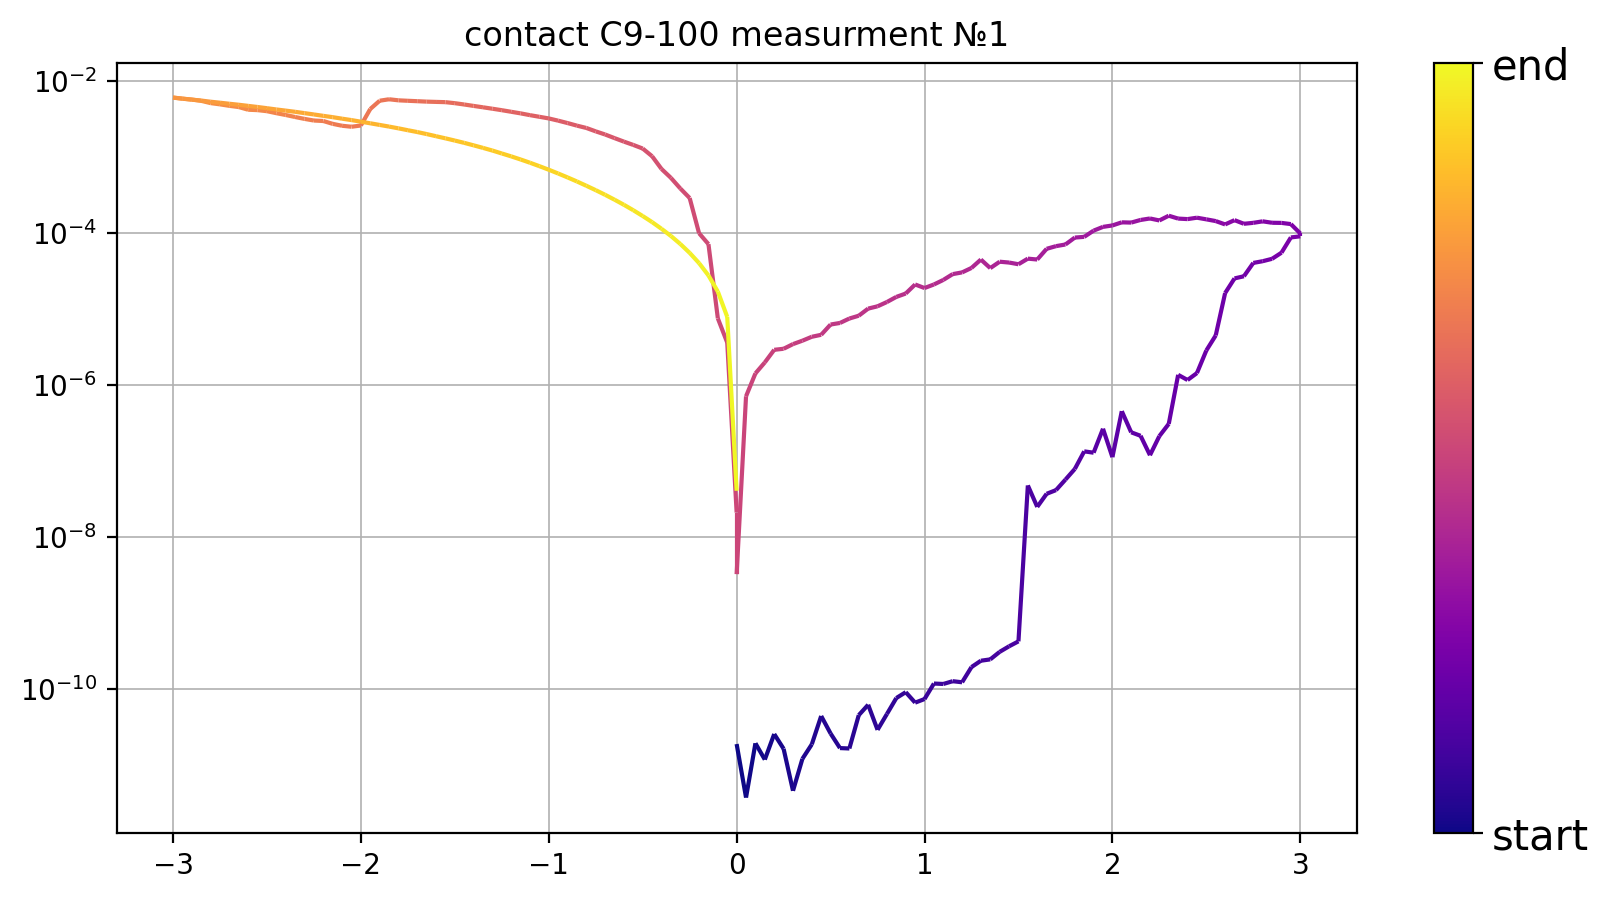 contact C9-100 measurment №1
10⁻²
10⁻⁴
10⁻⁶
10⁻⁸
10⁻¹⁰
−3 −2 −1 0 1 2 3
end
start